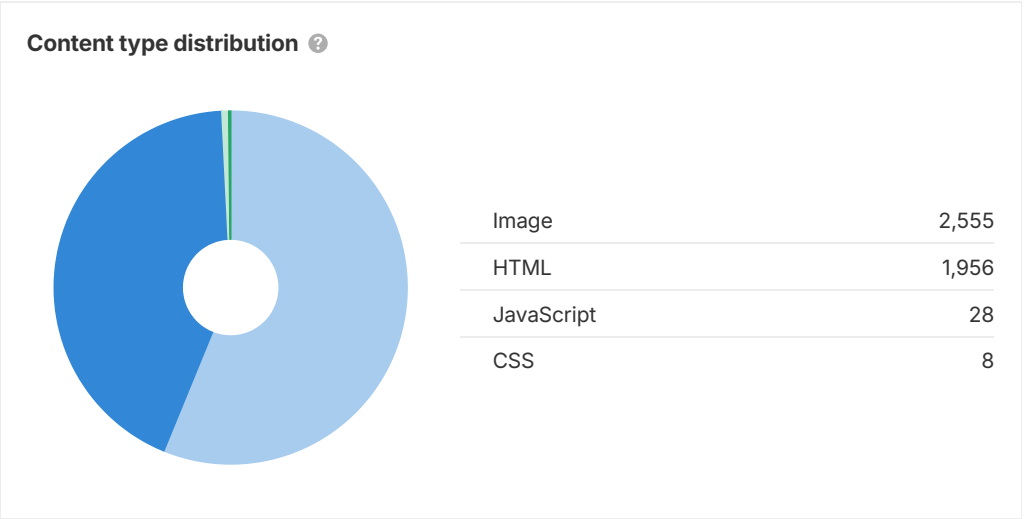 Content type distribution ?
Image 2,555
HTML 1,956
JavaScript 28
CSS 8